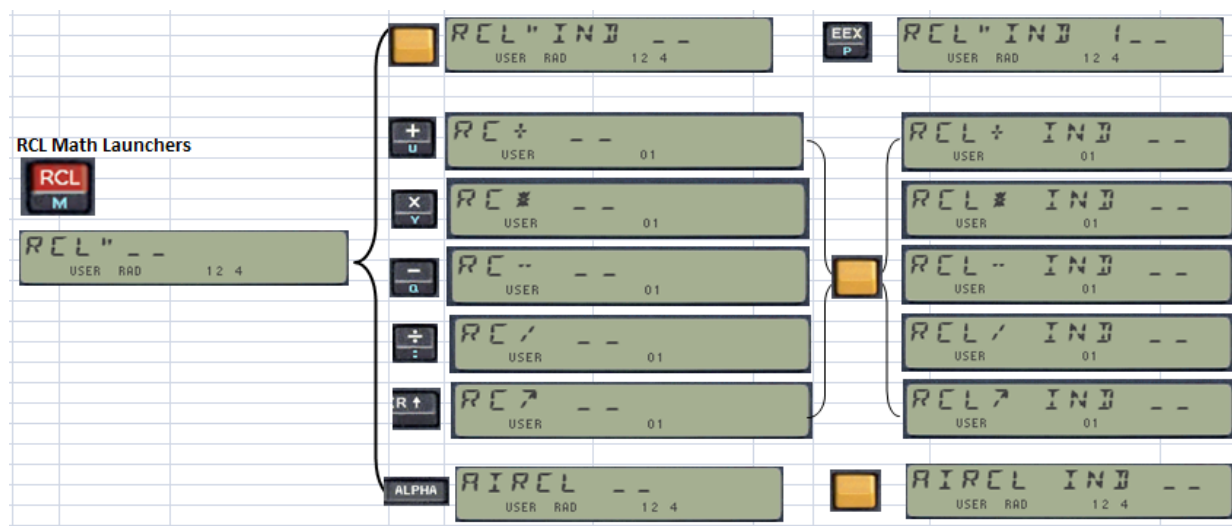 RCL" IND _ _
USER RAD 12 4
EEX
P
RCL" IND 1 _ _
USER RAD 12 4
RCL Math Launchers
RCL
M
RCL" _ _
USER RAD 12 4
+
U
RC+ _ _
USER 01
RCL+ IND _ _
USER 01
×
Y
RC* _ _
USER 01
RCL* IND _ _
USER 01
−
Q
RC- _ _
USER 01
RCL- IND _ _
USER 01
÷
:
RC/ _ _
USER 01
RCL/ IND _ _
USER 01
R ↑
RC↗ _ _
USER 01
RCL↗ IND _ _
USER 01
ALPHA
AIRCL _ _
USER RAD 12 4
AIRCL IND _ _
USER RAD 12 4